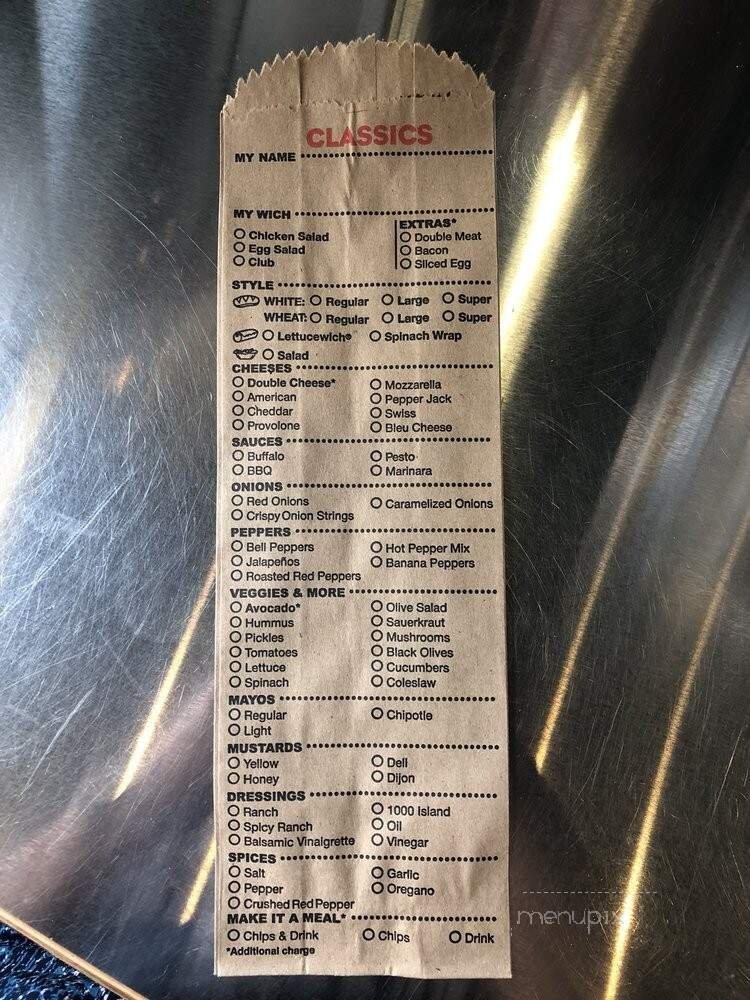 CLASSICS
MY NAME
MY WICH
Chicken Salad
Egg Salad
Club
EXTRAS*
Double Meat
Bacon
Sliced Egg
STYLE
WHITE: Regular Large Super
WHEAT: Regular Large Super
Lettucewich® Spinach Wrap
Salad
CHEESES
Double Cheese* Mozzarella
American Pepper Jack
Cheddar Swiss
Provolone Bleu Cheese
SAUCES
Buffalo Pesto
BBQ Marinara
ONIONS
Red Onions Caramelized Onions
Crispy Onion Strings
PEPPERS
Bell Peppers Hot Pepper Mix
Jalapeños Banana Peppers
Roasted Red Peppers
VEGGIES & MORE
Avocado* Olive Salad
Hummus Sauerkraut
Pickles Mushrooms
Tomatoes Black Olives
Lettuce Cucumbers
Spinach Coleslaw
MAYOS
Regular Chipotle
Light
MUSTARDS
Yellow Deli
Honey Dijon
DRESSINGS
Ranch 1000 Island
Spicy Ranch Oil
Balsamic Vinaigrette Vinegar
SPICES
Salt Garlic
Pepper Oregano
Crushed Red Pepper
MAKE IT A MEAL*
Chips & Drink Chips Drink
*Additional charge
menupix